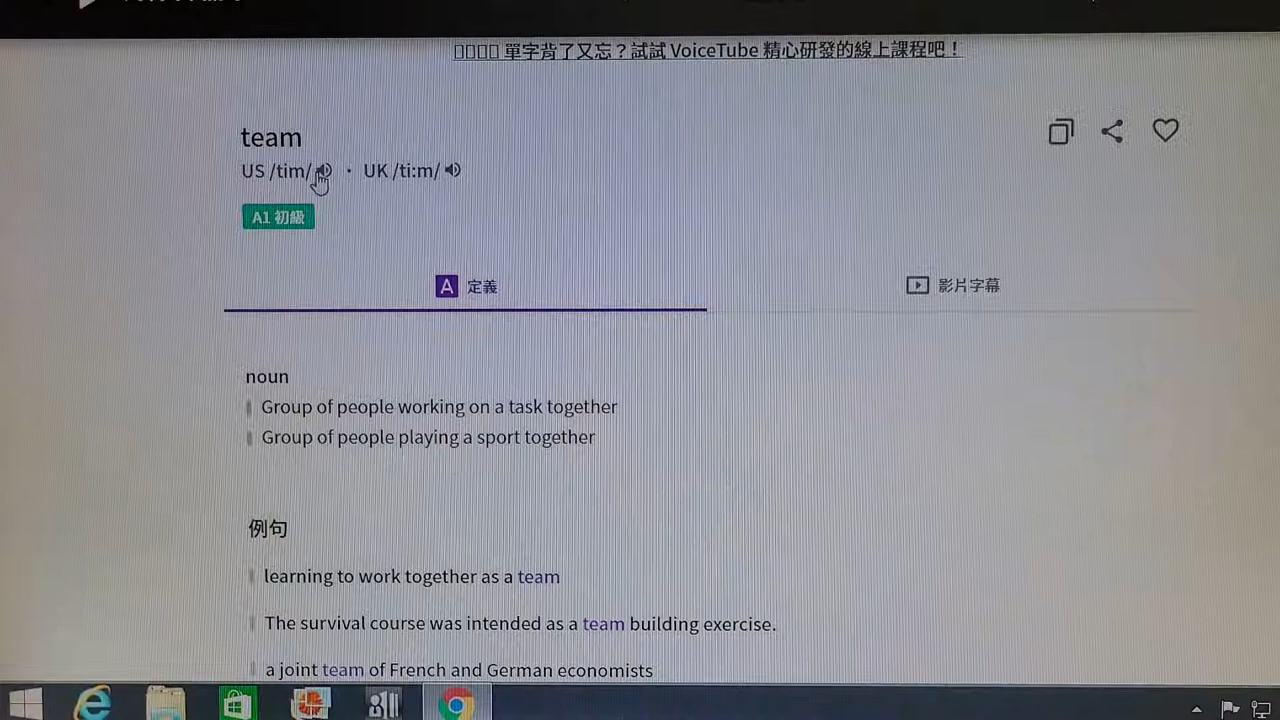 單字背了又忘？試試 VoiceTube 精心研發的線上課程吧！
team
US /tim/ · UK /ti:m/
A1 初級
A 定義
影片字幕
noun
Group of people working on a task together
Group of people playing a sport together
例句
learning to work together as a team
The survival course was intended as a team building exercise.
a joint team of French and German economists